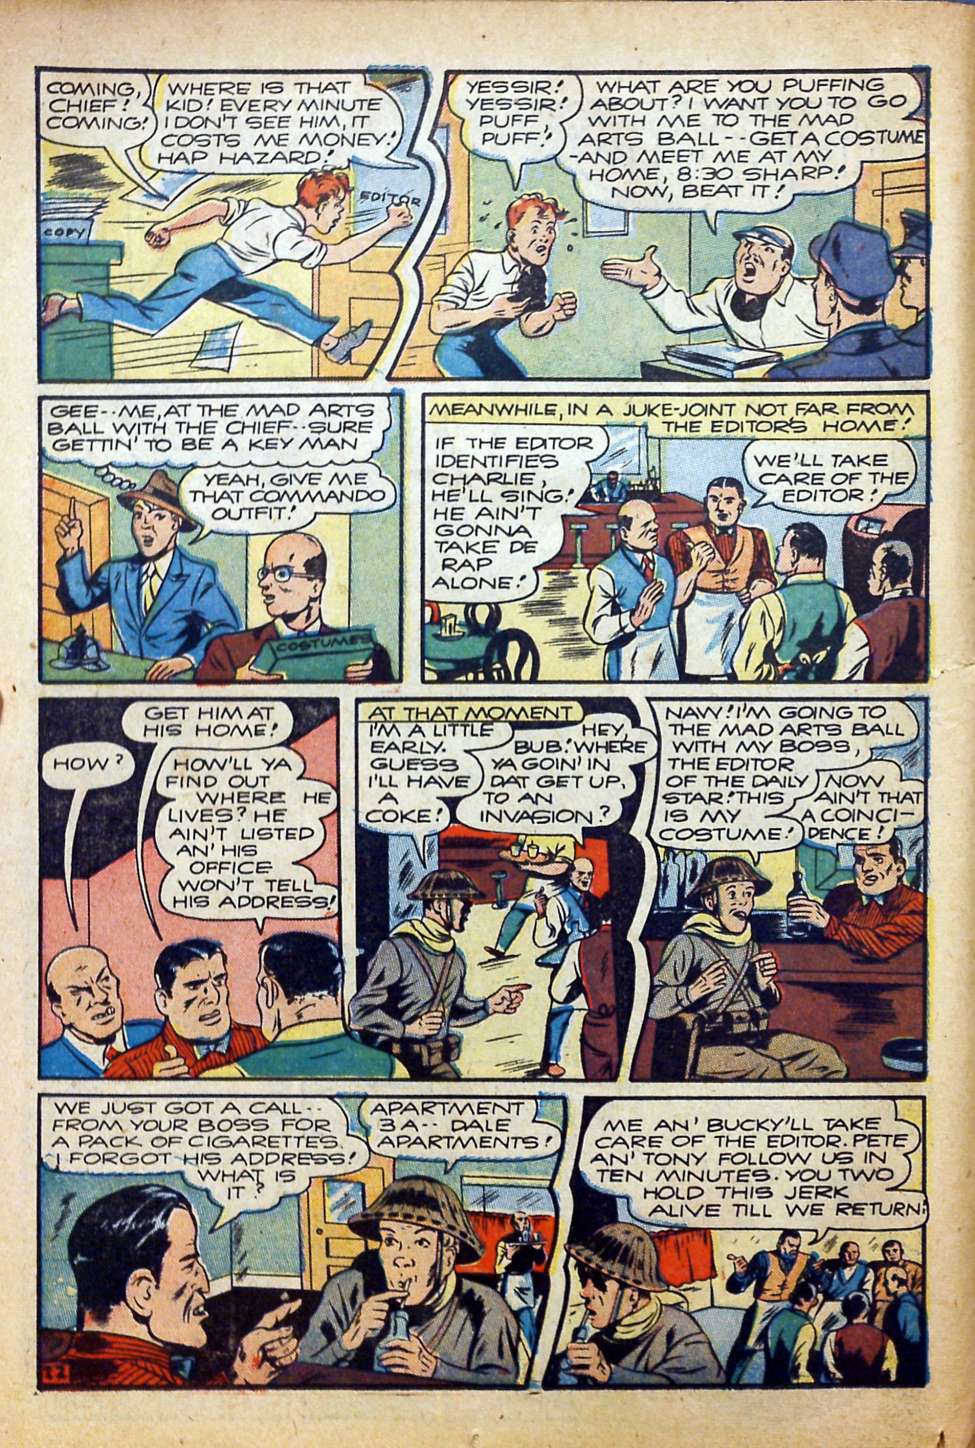 COMING,
CHIEF!
COMING!
WHERE IS THAT
KID! EVERY MINUTE
I DON'T SEE HIM, IT
COSTS ME MONEY!
HAP HAZARD!
EDITOR
COPY
YESSIR!
YESSIR!
PUFF,
PUFF!
WHAT ARE YOU PUFFING
ABOUT? I WANT YOU TO GO
WITH ME TO THE MAD
ARTS BALL -- GET A COSTUME
-AND MEET ME AT MY
HOME, 8:30 SHARP!
NOW, BEAT IT!
GEE -- ME, AT THE MAD ARTS
BALL WITH THE CHIEF -- SURE
GETTIN' TO BE A KEY MAN
YEAH, GIVE ME
THAT COMMANDO
OUTFIT!
COSTUMES
MEANWHILE, IN A JUKE-JOINT NOT FAR FROM
THE EDITOR'S HOME!
IF THE EDITOR
IDENTIFIES
CHARLIE,
HE'LL SING!
HE AIN'T
GONNA
TAKE DE
RAP
ALONE!
WE'LL TAKE
CARE OF THE
EDITOR!
HOW?
GET HIM AT
HIS HOME!
HOW'LL YA
FIND OUT
WHERE HE
LIVES? HE
AIN'T LISTED
AN' HIS
OFFICE
WON'T TELL
HIS ADDRESS!
AT THAT MOMENT
I'M A LITTLE
EARLY.
GUESS
I'LL HAVE
A
COKE!
HEY,
BUB! WHERE
YA GOIN' IN
DAT GET UP,
TO AN
INVASION?
NAW! I'M GOING TO
THE MAD ARTS BALL
WITH MY BOSS,
THE EDITOR
OF THE DAILY
STAR! THIS
IS MY
COSTUME!
NOW
AIN'T THAT
A COINCI-
DENCE!
WE JUST GOT A CALL --
FROM YOUR BOSS FOR
A PACK OF CIGARETTES.
I FORGOT HIS ADDRESS!
WHAT IS
IT?
APARTMENT
3A -- DALE
APARTMENTS!
ME AN' BUCKY'LL TAKE
CARE OF THE EDITOR. PETE
AN' TONY FOLLOW US IN
TEN MINUTES. YOU TWO
HOLD THIS JERK
ALIVE TILL WE RETURN!